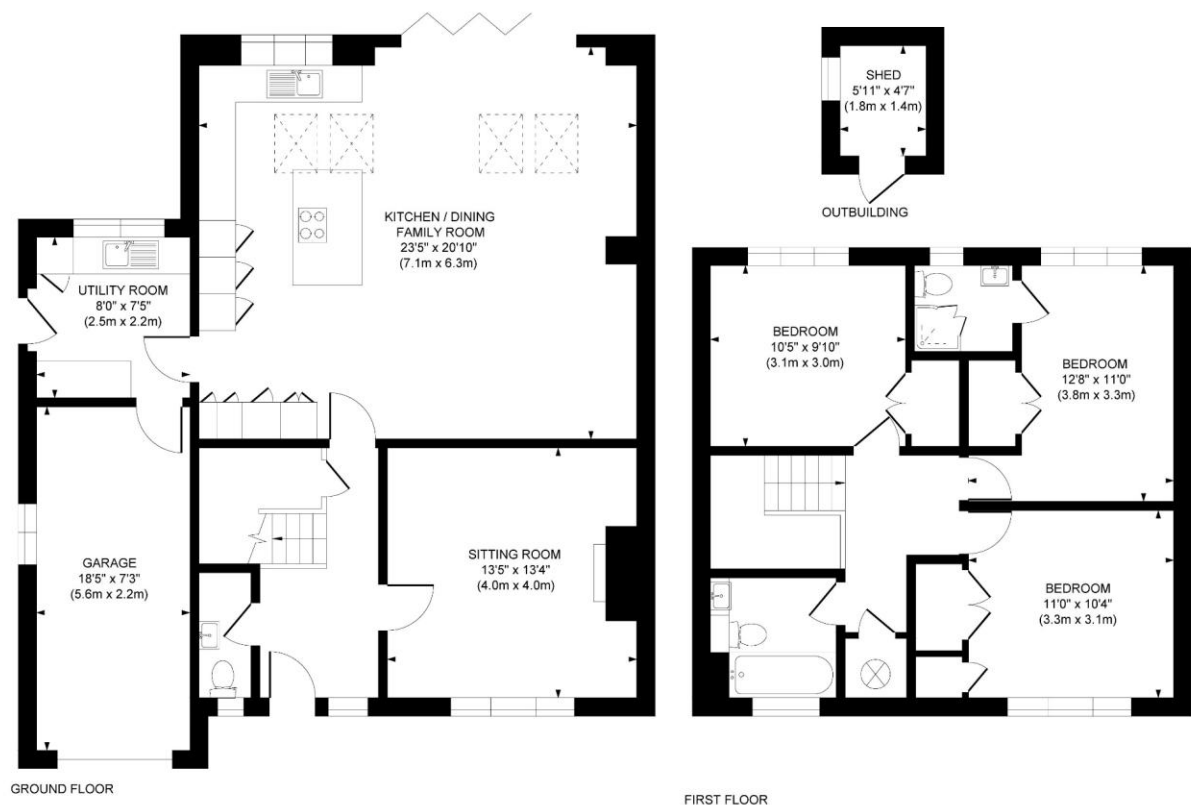 KITCHEN / DINING
FAMILY ROOM
23'5" x 20'10"
(7.1m x 6.3m)
UTILITY ROOM
8'0" x 7'5"
(2.5m x 2.2m)
GARAGE
18'5" x 7'3"
(5.6m x 2.2m)
SITTING ROOM
13'5" x 13'4"
(4.0m x 4.0m)
GROUND FLOOR
SHED
5'11" x 4'7"
(1.8m x 1.4m)
OUTBUILDING
BEDROOM
10'5" x 9'10"
(3.1m x 3.0m)
BEDROOM
12'8" x 11'0"
(3.8m x 3.3m)
BEDROOM
11'0" x 10'4"
(3.3m x 3.1m)
FIRST FLOOR